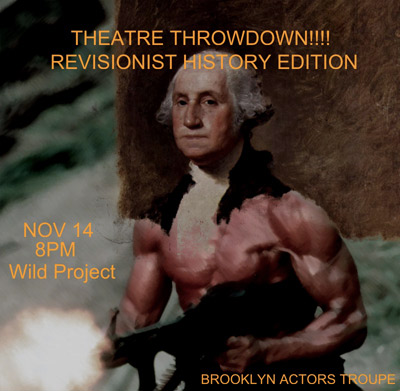 THEATRE THROWDOWN!!!!
REVISIONIST HISTORY EDITION
NOV 14
8PM
Wild Project
BROOKLYN ACTORS TROUPE